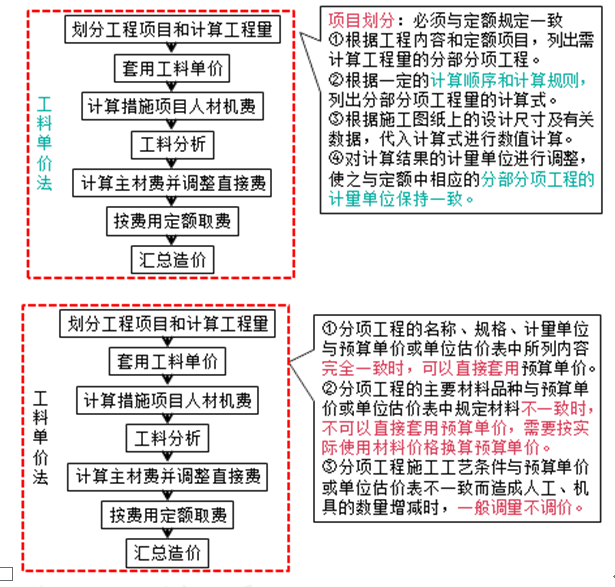 划分工程项目和计算工程量
套用工料单价
计算措施项目人材机费
工料分析
计算主材费并调整直接费
按费用定额取费
汇总造价
工料单价法
项目划分：必须与定额规定一致
①根据工程内容和定额项目，列出需
计算工程量的分部分项工程。
②根据一定的计算顺序和计算规则，
列出分部分项工程量的计算式。
③根据施工图纸上的设计尺寸及有关
数据，代入计算式进行数值计算。
④对计算结果的计量单位进行调整，
使之与定额中相应的分部分项工程的
计量单位保持一致。
划分工程项目和计算工程量
套用工料单价
计算措施项目人材机费
工料分析
计算主材费并调整直接费
按费用定额取费
汇总造价
工料单价法
①分项工程的名称、规格、计量单位
与预算单价或单位估价表中所列内容
完全一致时，可以直接套用预算单价。
②分项工程的主要材料品种与预算单
价或单位估价表中规定材料不一致时，
不可以直接套用预算单价，需要按实
际使用材料价格换算预算单价。
③分项工程施工工艺条件与预算单价
或单位估价表不一致而造成人工、机
具的数量增减时，一般调量不调价。